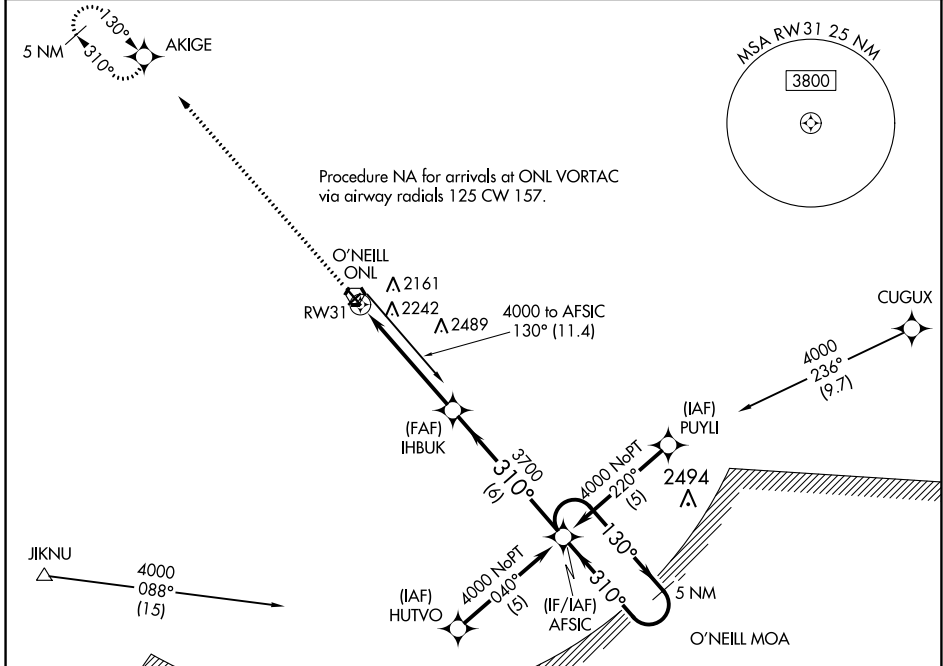 130°
310°
5 NM
AKIGE
MSA RW31 25 NM
3800
Procedure NA for arrivals at ONL VORTAC
via airway radials 125 CW 157.
O'NEILL
ONL
2161
2242
RW31
2489
4000 to AFSIC
130° (11.4)
CUGUX
4000
236°
(9.7)
(FAF)
IHBUK
(IAF)
PUYLI
3700
310°
(6)
4000 NoPT
220°
(5)
2494
130°
310°
5 NM
JIKNU
4000
088°
(15)
(IAF)
HUTVO
4000 NoPT
040°
(5)
(IF/IAF)
AFSIC
O'NEILL MOA